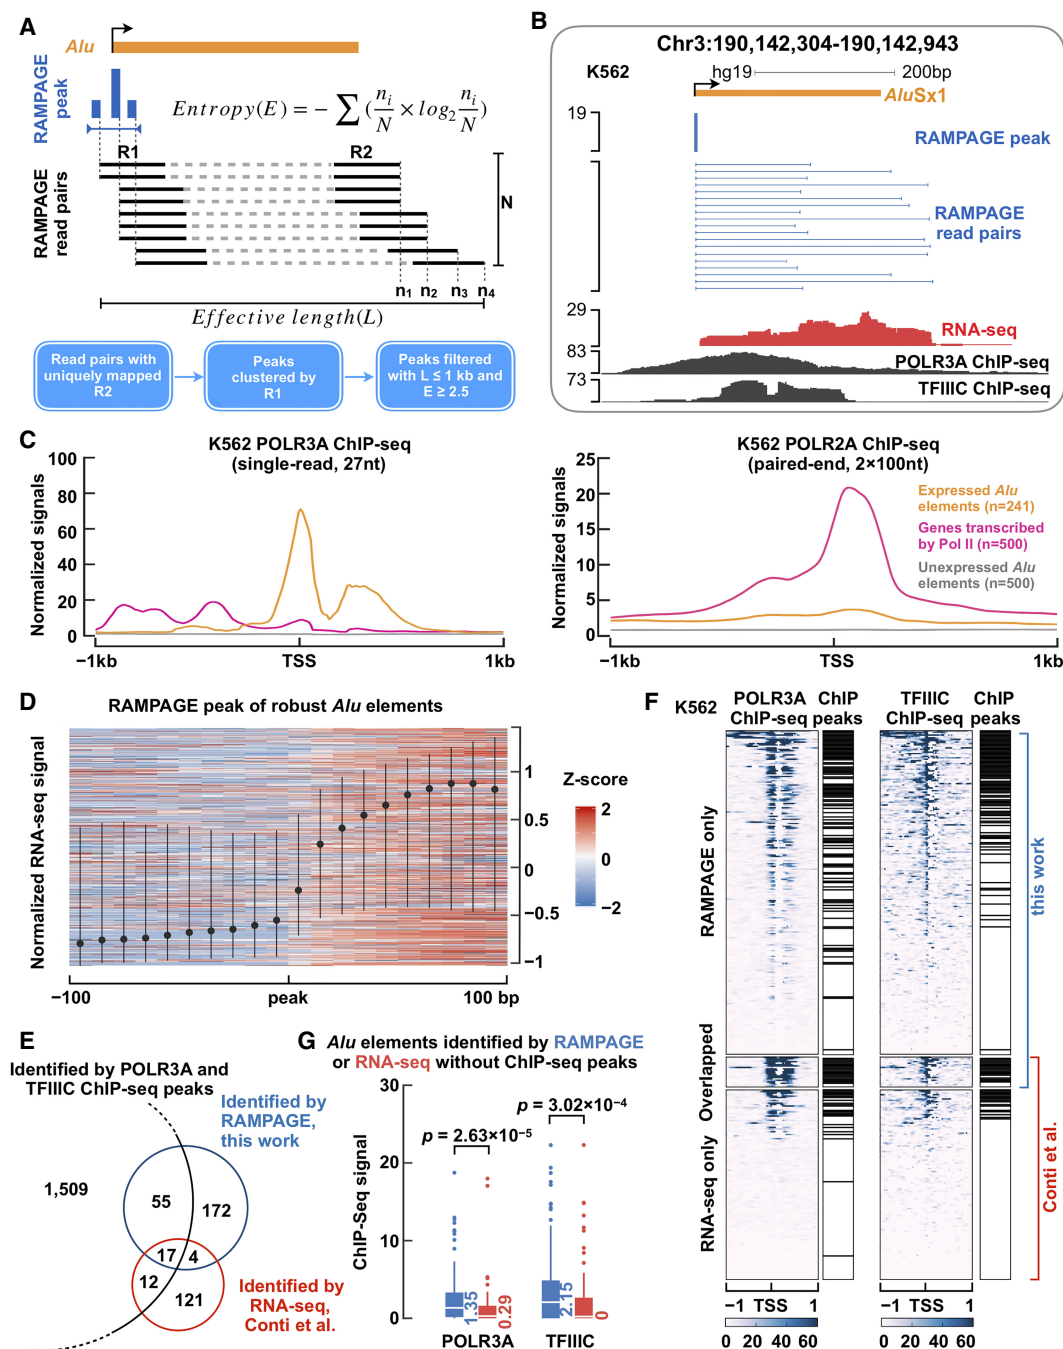 A
Alu
RAMPAGE
peak
Entropy(E) = − ∑ (n_i/N × log_2 n_i/N)
R1
R2
RAMPAGE
read pairs
N
n1 n2 n3 n4
Effective length(L)
Read pairs with
uniquely mapped
R2
Peaks
clustered by
R1
Peaks filtered
with L ≤ 1 kb and
E ≥ 2.5
B
Chr3:190,142,304-190,142,943
K562
hg19
200bp
AluSx1
19
RAMPAGE peak
RAMPAGE
read pairs
29
RNA-seq
83
POLR3A ChIP-seq
73
TFIIIC ChIP-seq
C
K562 POLR3A ChIP-seq
(single-read, 27nt)
Normalized signals
100
80
60
40
20
0
−1kb
TSS
1kb
K562 POLR2A ChIP-seq
(paired-end, 2×100nt)
Normalized signals
25
20
15
10
5
0
−1kb
TSS
1kb
Expressed Alu
elements (n=241)
Genes transcribed
by Pol II (n=500)
Unexpressed Alu
elements (n=500)
D
RAMPAGE peak of robust Alu elements
Normalized RNA-seq signal
1
0.5
0
−0.5
−1
−100
peak
100 bp
Z-score
2
0
−2
E
Identified by POLR3A and
TFIIIC ChIP-seq peaks
Identified by
RAMPAGE,
this work
1,509
55
172
17
4
12
121
Identified by
RNA-seq,
Conti et al.
F
K562
POLR3A
ChIP-seq
ChIP
peaks
TFIIIC
ChIP-seq
ChIP
peaks
RAMPAGE only
Overlapped
RNA-seq only
this work
Conti et al.
−1 TSS 1
−1 TSS 1
0 20 40 60
0 20 40 60
G
Alu elements identified by RAMPAGE
or RNA-seq without ChIP-seq peaks
ChIP-Seq signal
30
20
10
0
p = 2.63×10−5
p = 3.02×10−4
1.35
0.29
2.15
0
POLR3A
TFIIIC